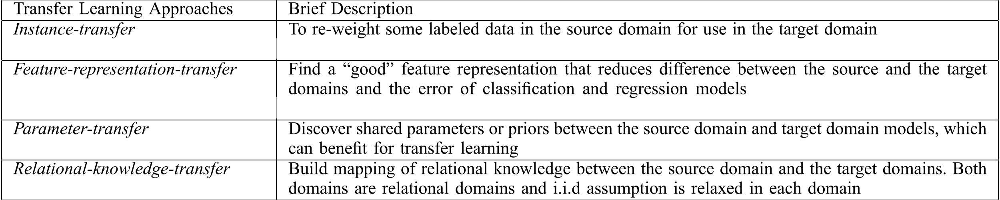 Transfer Learning Approaches Brief Description
Instance-transfer To re-weight some labeled data in the source domain for use in the target domain
Feature-representation-transfer Find a “good” feature representation that reduces difference between the source and the target
domains and the error of classification and regression models
Parameter-transfer Discover shared parameters or priors between the source domain and target domain models, which
can benefit for transfer learning
Relational-knowledge-transfer Build mapping of relational knowledge between the source domain and the target domains. Both
domains are relational domains and i.i.d assumption is relaxed in each domain